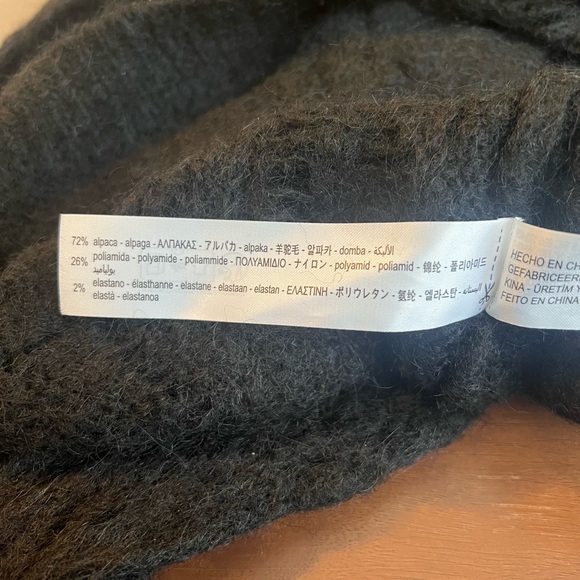 72% alpaca - alpaga - ΑΛΠΑΚΑΣ - アルパカ - alpaka - 羊驼毛 - 알파카 - domba - الألبكة
26% poliamida - polyamide - poliammide - ΠΟΛΥΑΜΙΔΙΟ - ナイロン - polyamid - poliamid - 锦纶 - 폴리아미드
بولياميد
2% elastano - élasthanne - elastane - elastaan - elastan - ΕΛΑΣΤΙΝΗ - ポリウレタン - 氨纶 - 엘라스탄 -
elastà - elastanoa
HECHO EN CH
GEFABRICEER
KINA - ÜRETİM Y
FEITO EN CHINA